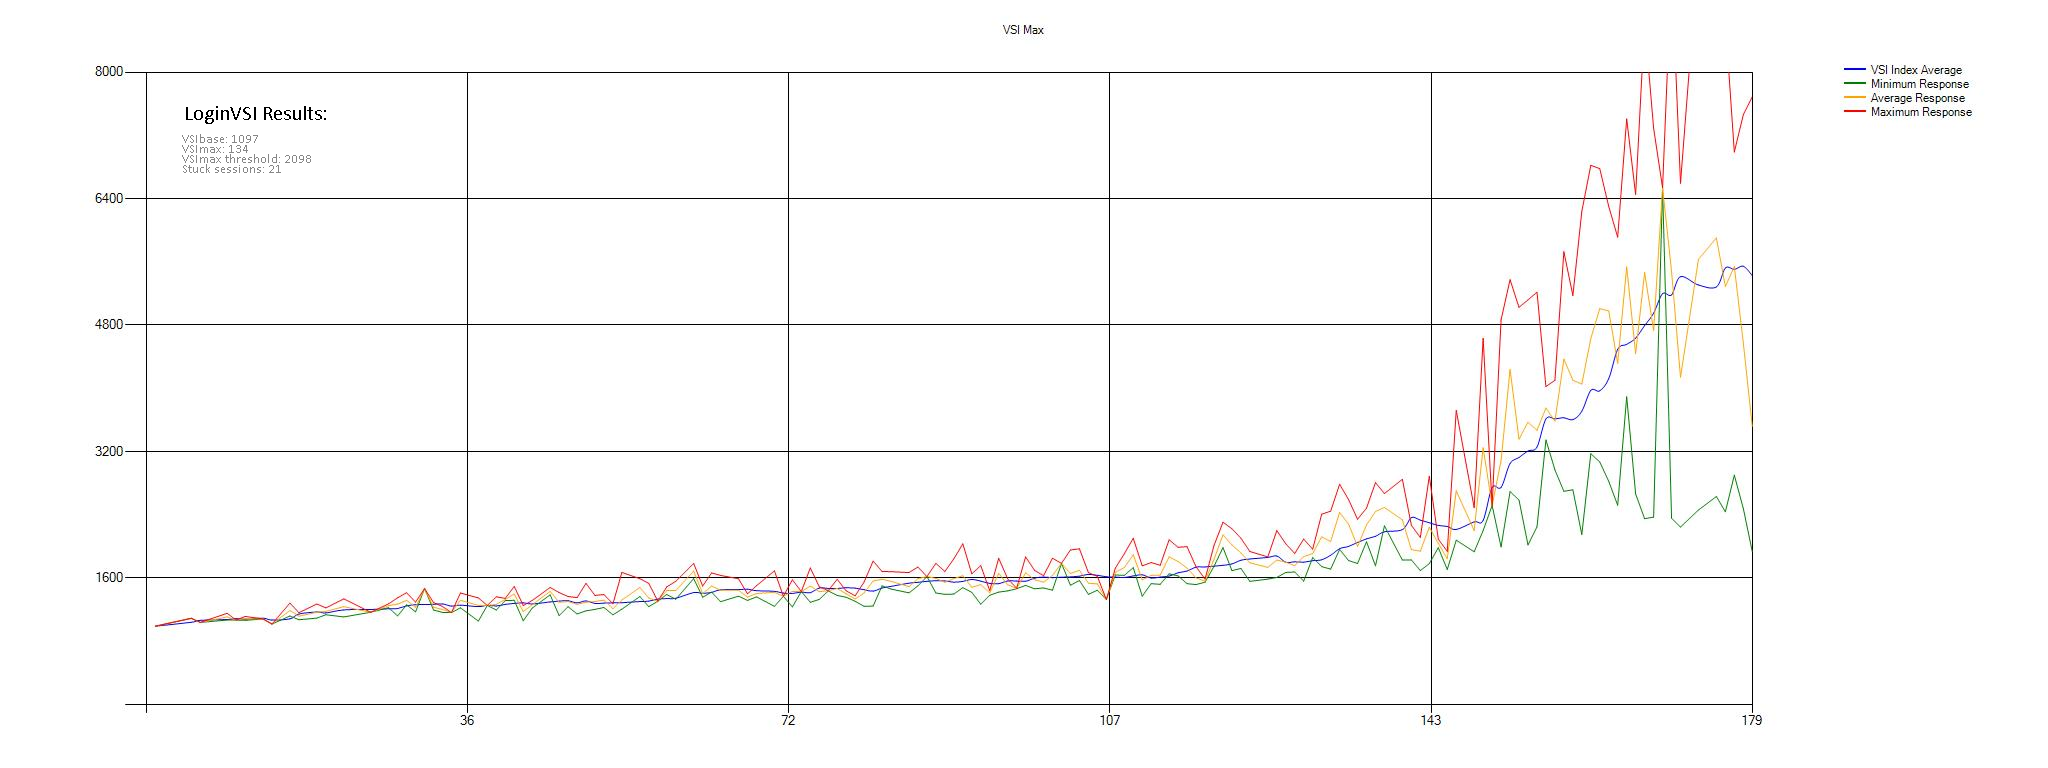 VSI Max
8000
6400
4800
3200
1600
LoginVSI Results:
VSIbase: 1097
VSImax: 134
VSImax threshold: 2098
Stuck sessions: 21
VSI Index Average
Minimum Response
Average Response
Maximum Response
36
72
107
143
179